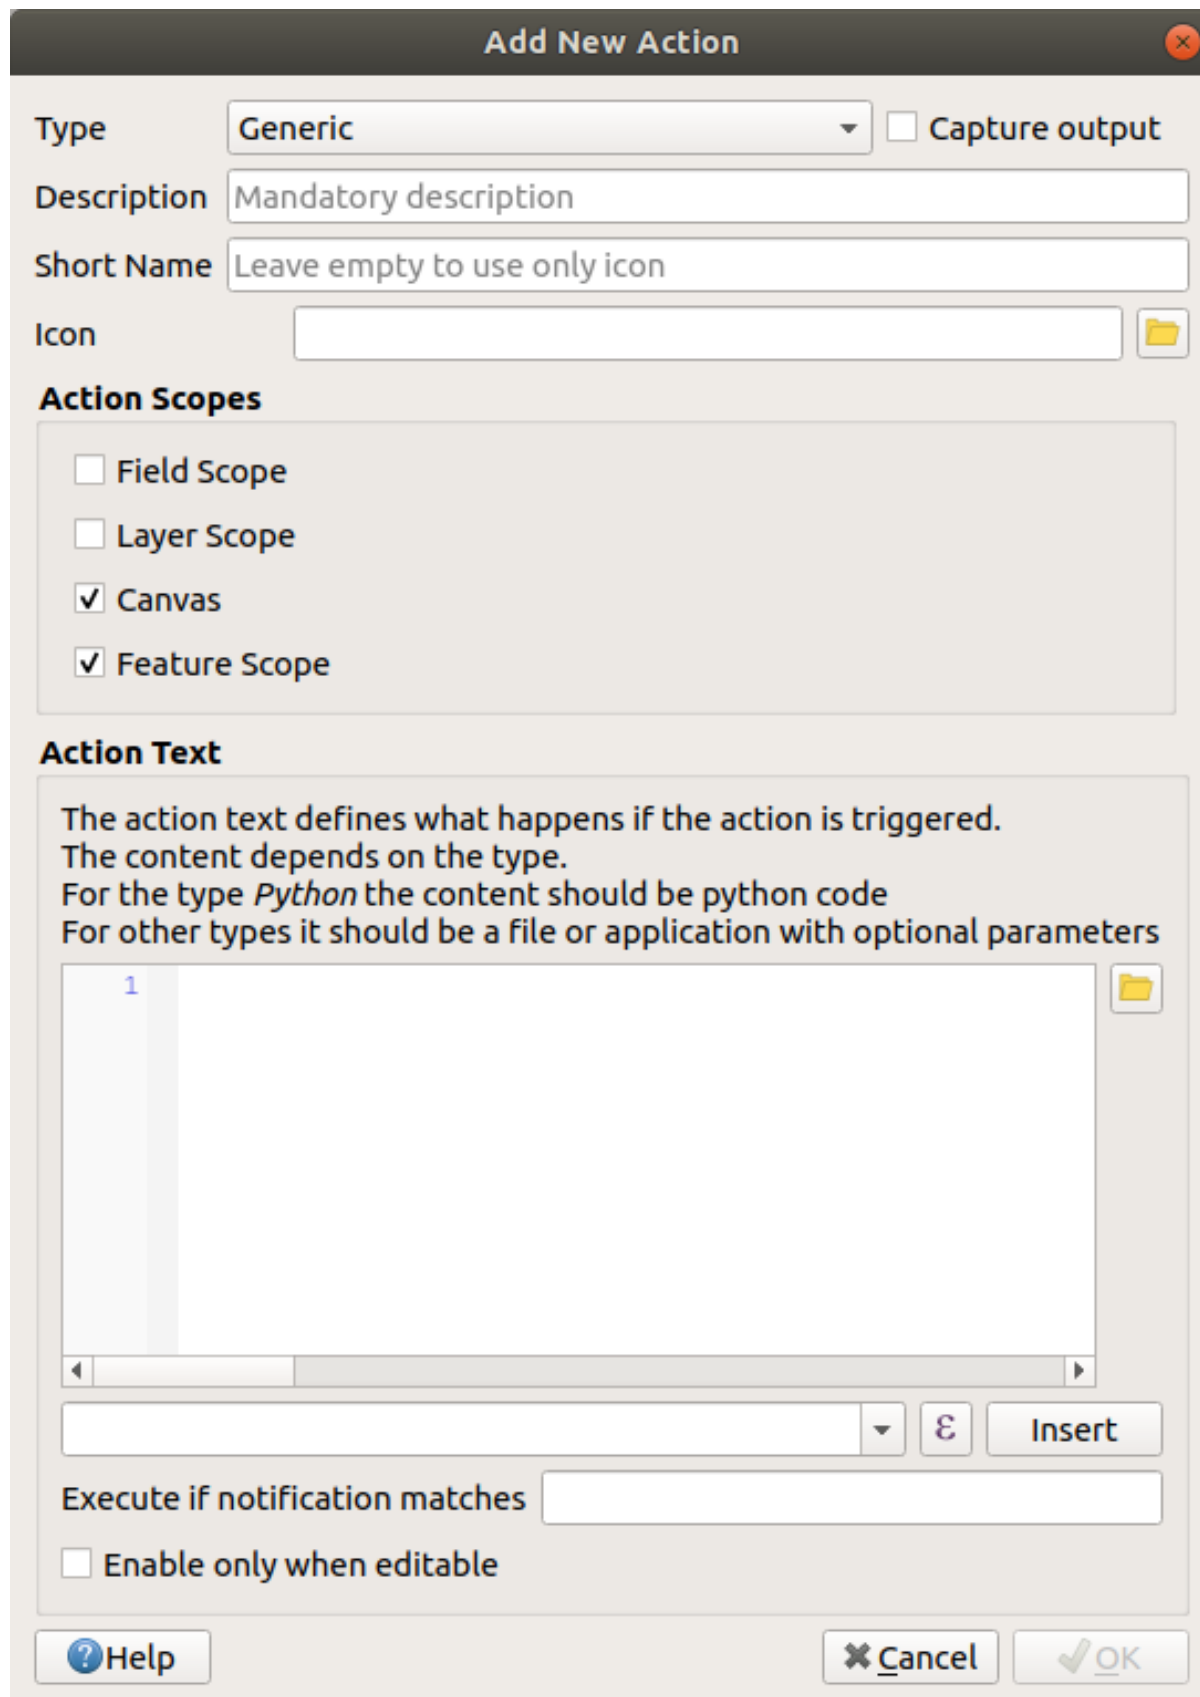 Add New Action
Type Generic Capture output
Description Mandatory description
Short Name Leave empty to use only icon
Icon
Action Scopes
Field Scope
Layer Scope
Canvas
Feature Scope
Action Text
The action text defines what happens if the action is triggered.
The content depends on the type.
For the type Python the content should be python code
For other types it should be a file or application with optional parameters
1
ε Insert
Execute if notification matches
Enable only when editable
Help Cancel OK